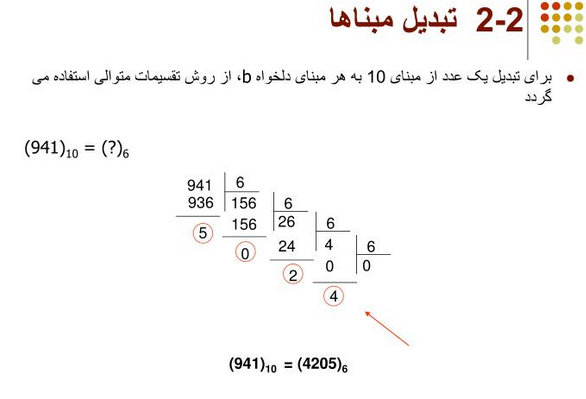 2-2 تبدیل مبناها
برای تبدیل یک عدد از مبنای 10 به هر مبنای دلخواه b، از روش تقسیمات متوالی استفاده می
گردد
(941)₁₀ = (?)₆
941 6
936 156 6
5 156 26 6
0 24 4 6
2 0 0
4
(941)₁₀ = (4205)₆